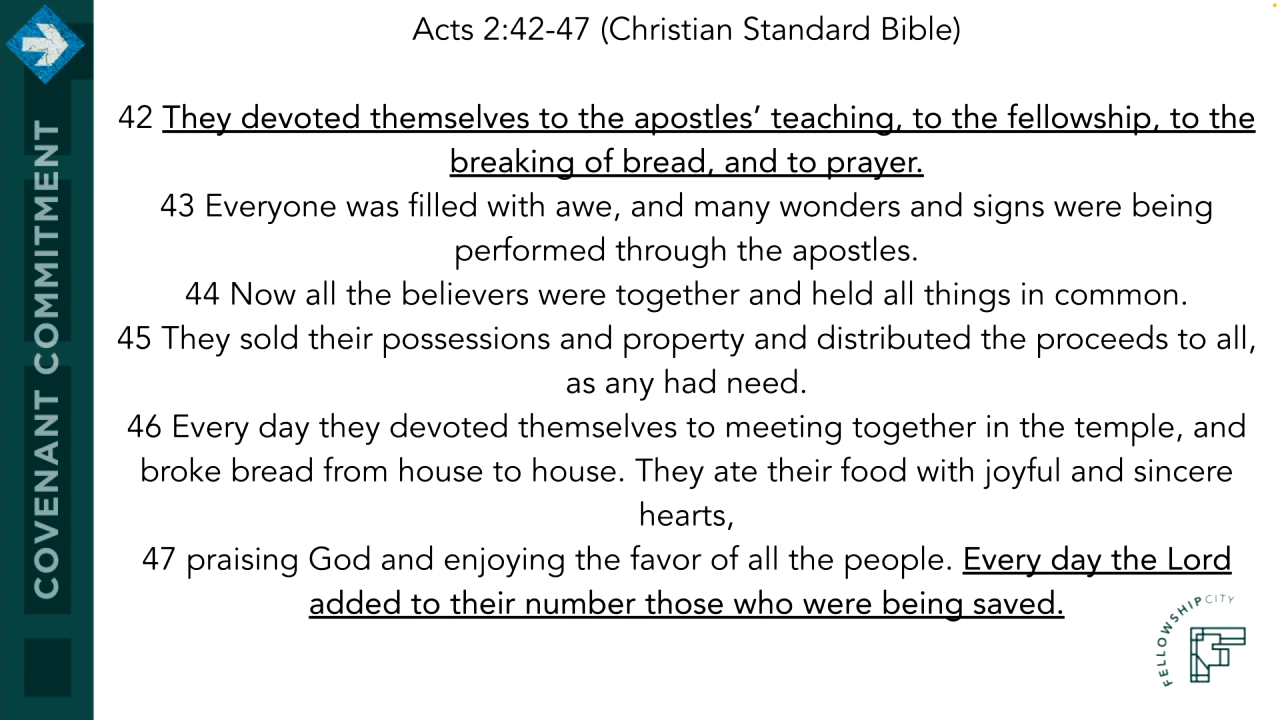 Acts 2:42-47 (Christian Standard Bible)
42 They devoted themselves to the apostles’ teaching, to the fellowship, to the
breaking of bread, and to prayer.
43 Everyone was filled with awe, and many wonders and signs were being
performed through the apostles.
44 Now all the believers were together and held all things in common.
45 They sold their possessions and property and distributed the proceeds to all,
as any had need.
46 Every day they devoted themselves to meeting together in the temple, and
broke bread from house to house. They ate their food with joyful and sincere
hearts,
47 praising God and enjoying the favor of all the people. Every day the Lord
added to their number those who were being saved.
COVENANT COMMITMENT
FELLOWSHIPCITY